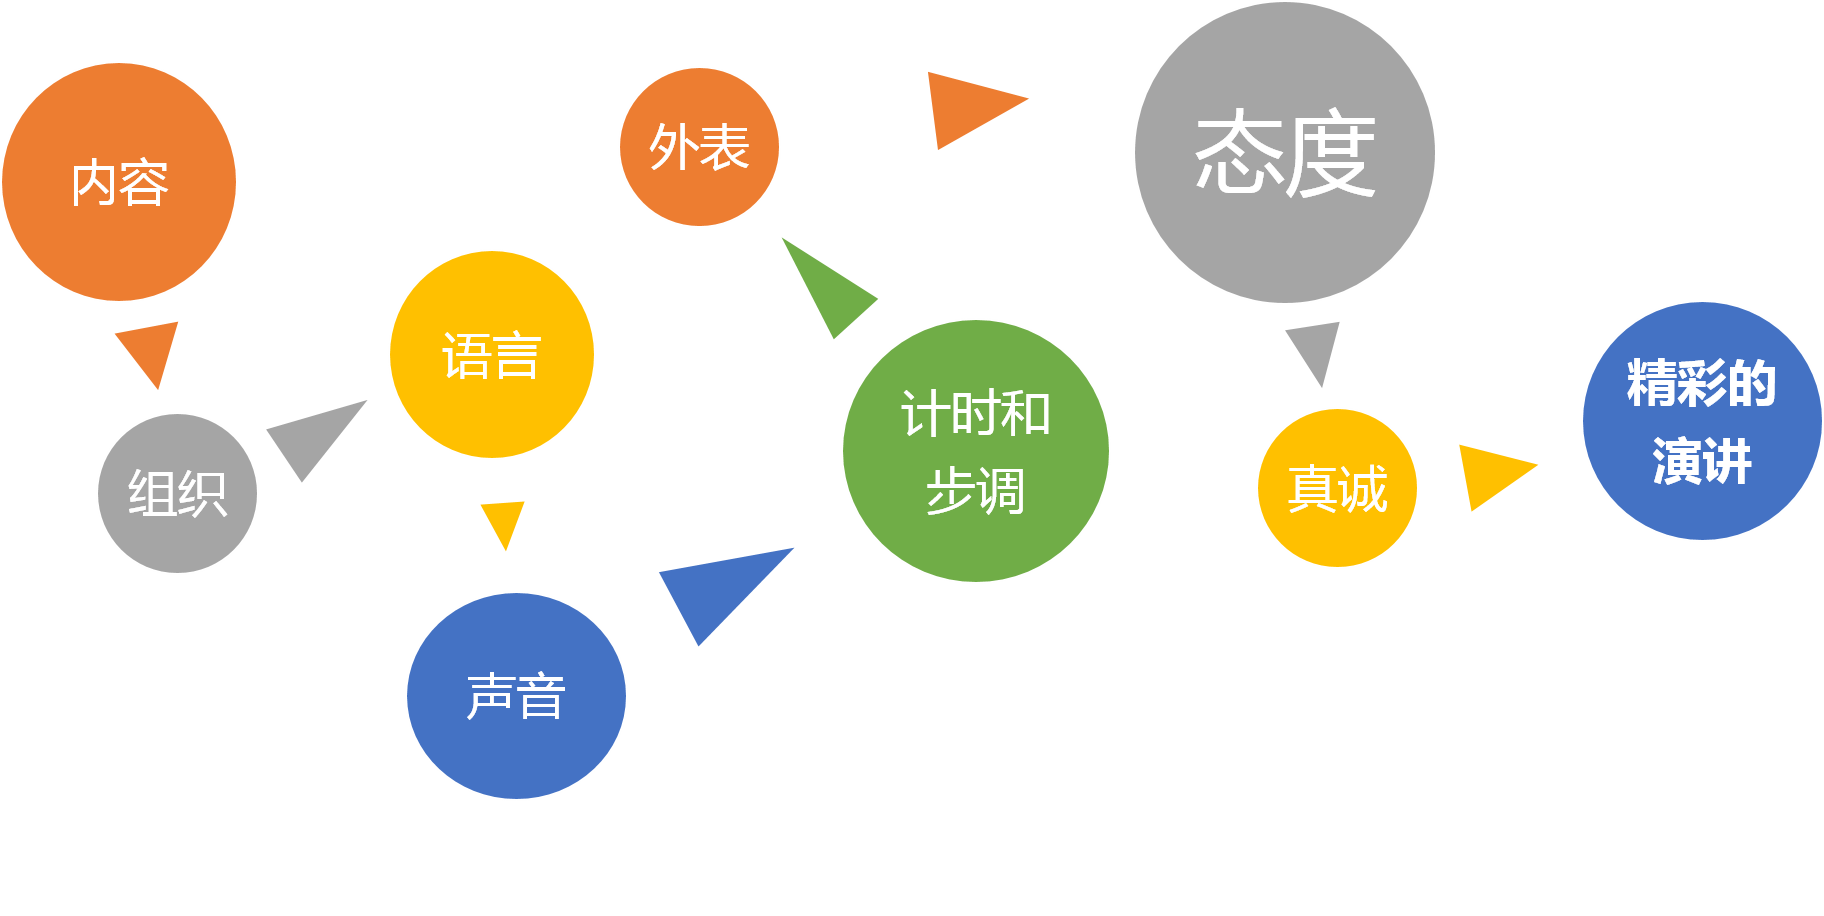 内容
组织
语言
声音
计时和
步调
外表
态度
真诚
精彩的
演讲